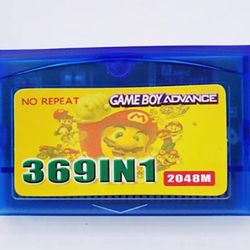 NO REPEAT GAME BOY ADVANCE
M
369IN1
2048M